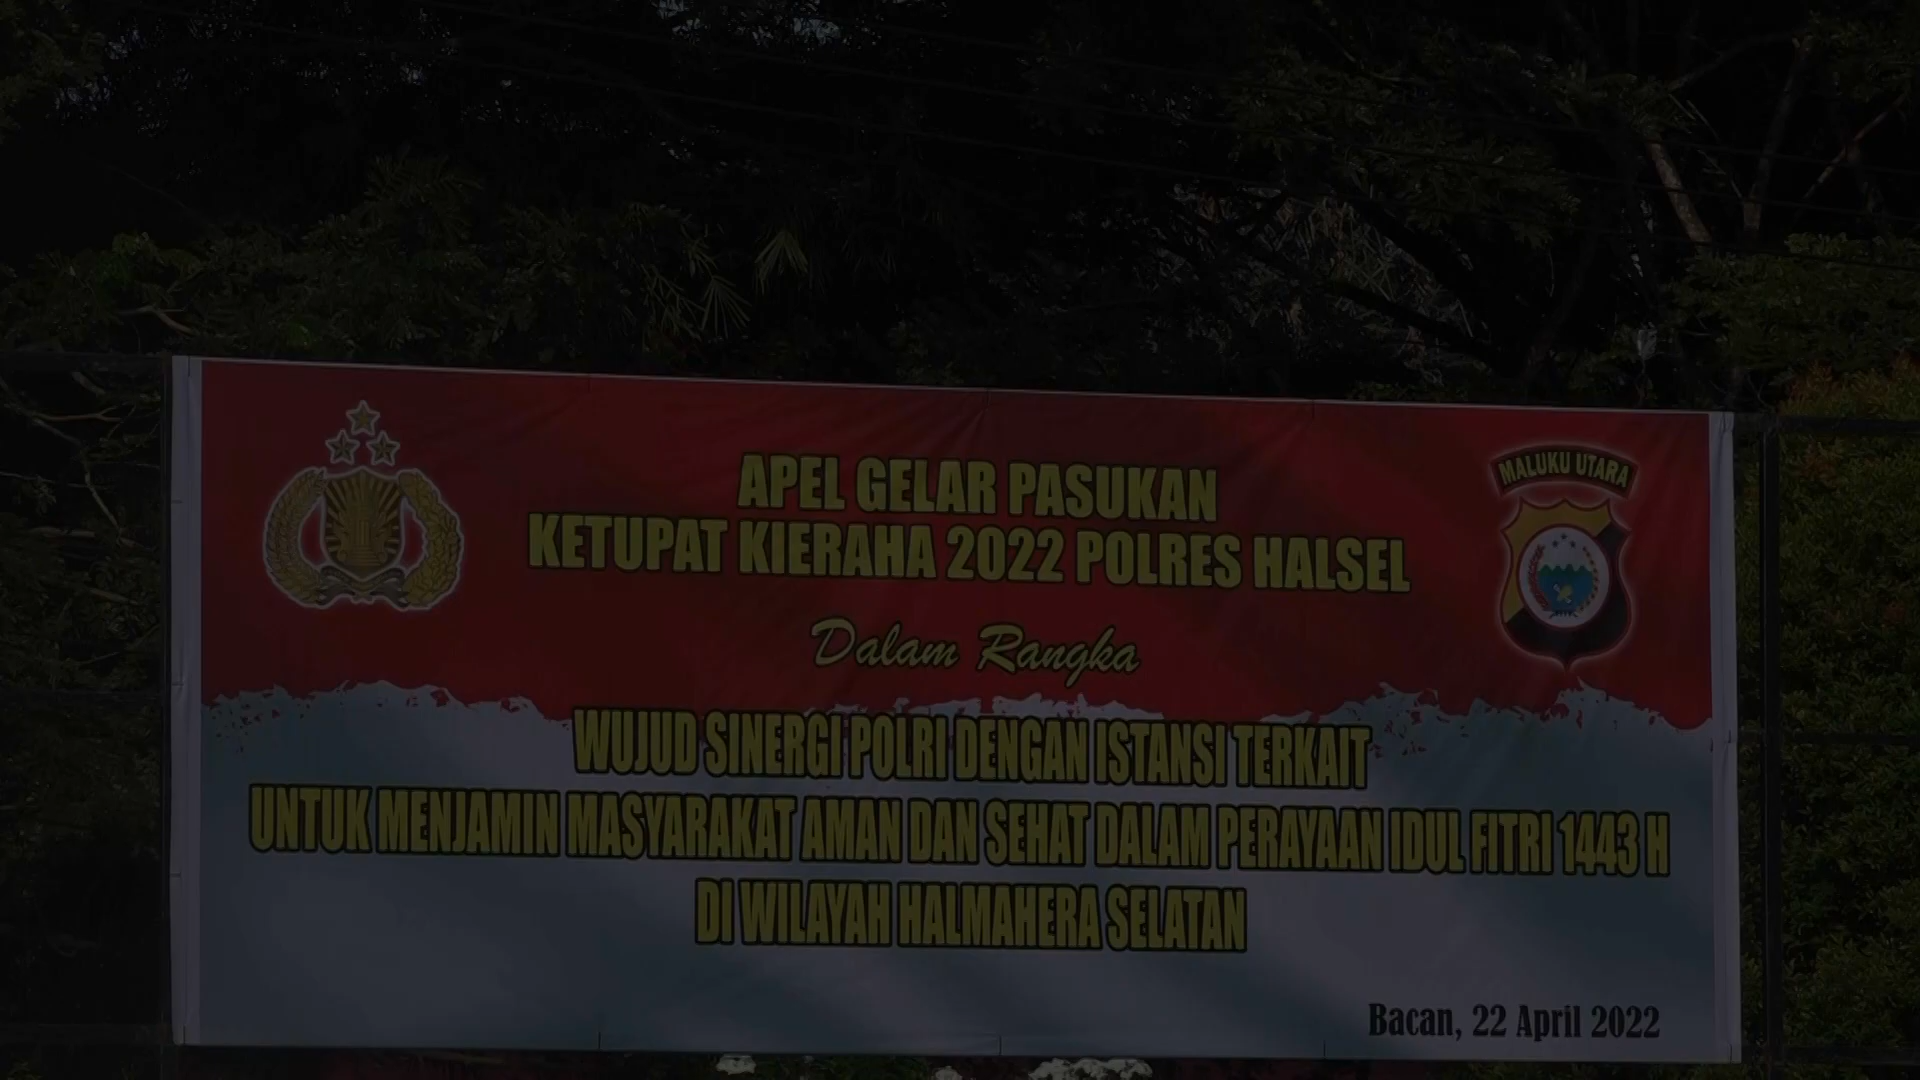 APEL GELAR PASUKAN
KETUPAT KIERAHA 2022 POLRES HALSEL
MALUKU UTARA
Dalam Rangka
WUJUD SINERGI POLRI DENGAN ISTANSI TERKAIT
UNTUK MENJAMIN MASYARAKAT AMAN DAN SEHAT DALAM PERAYAAN IDUL FITRI 1443 H
DI WILAYAH HALMAHERA SELATAN
Bacan, 22 April 2022